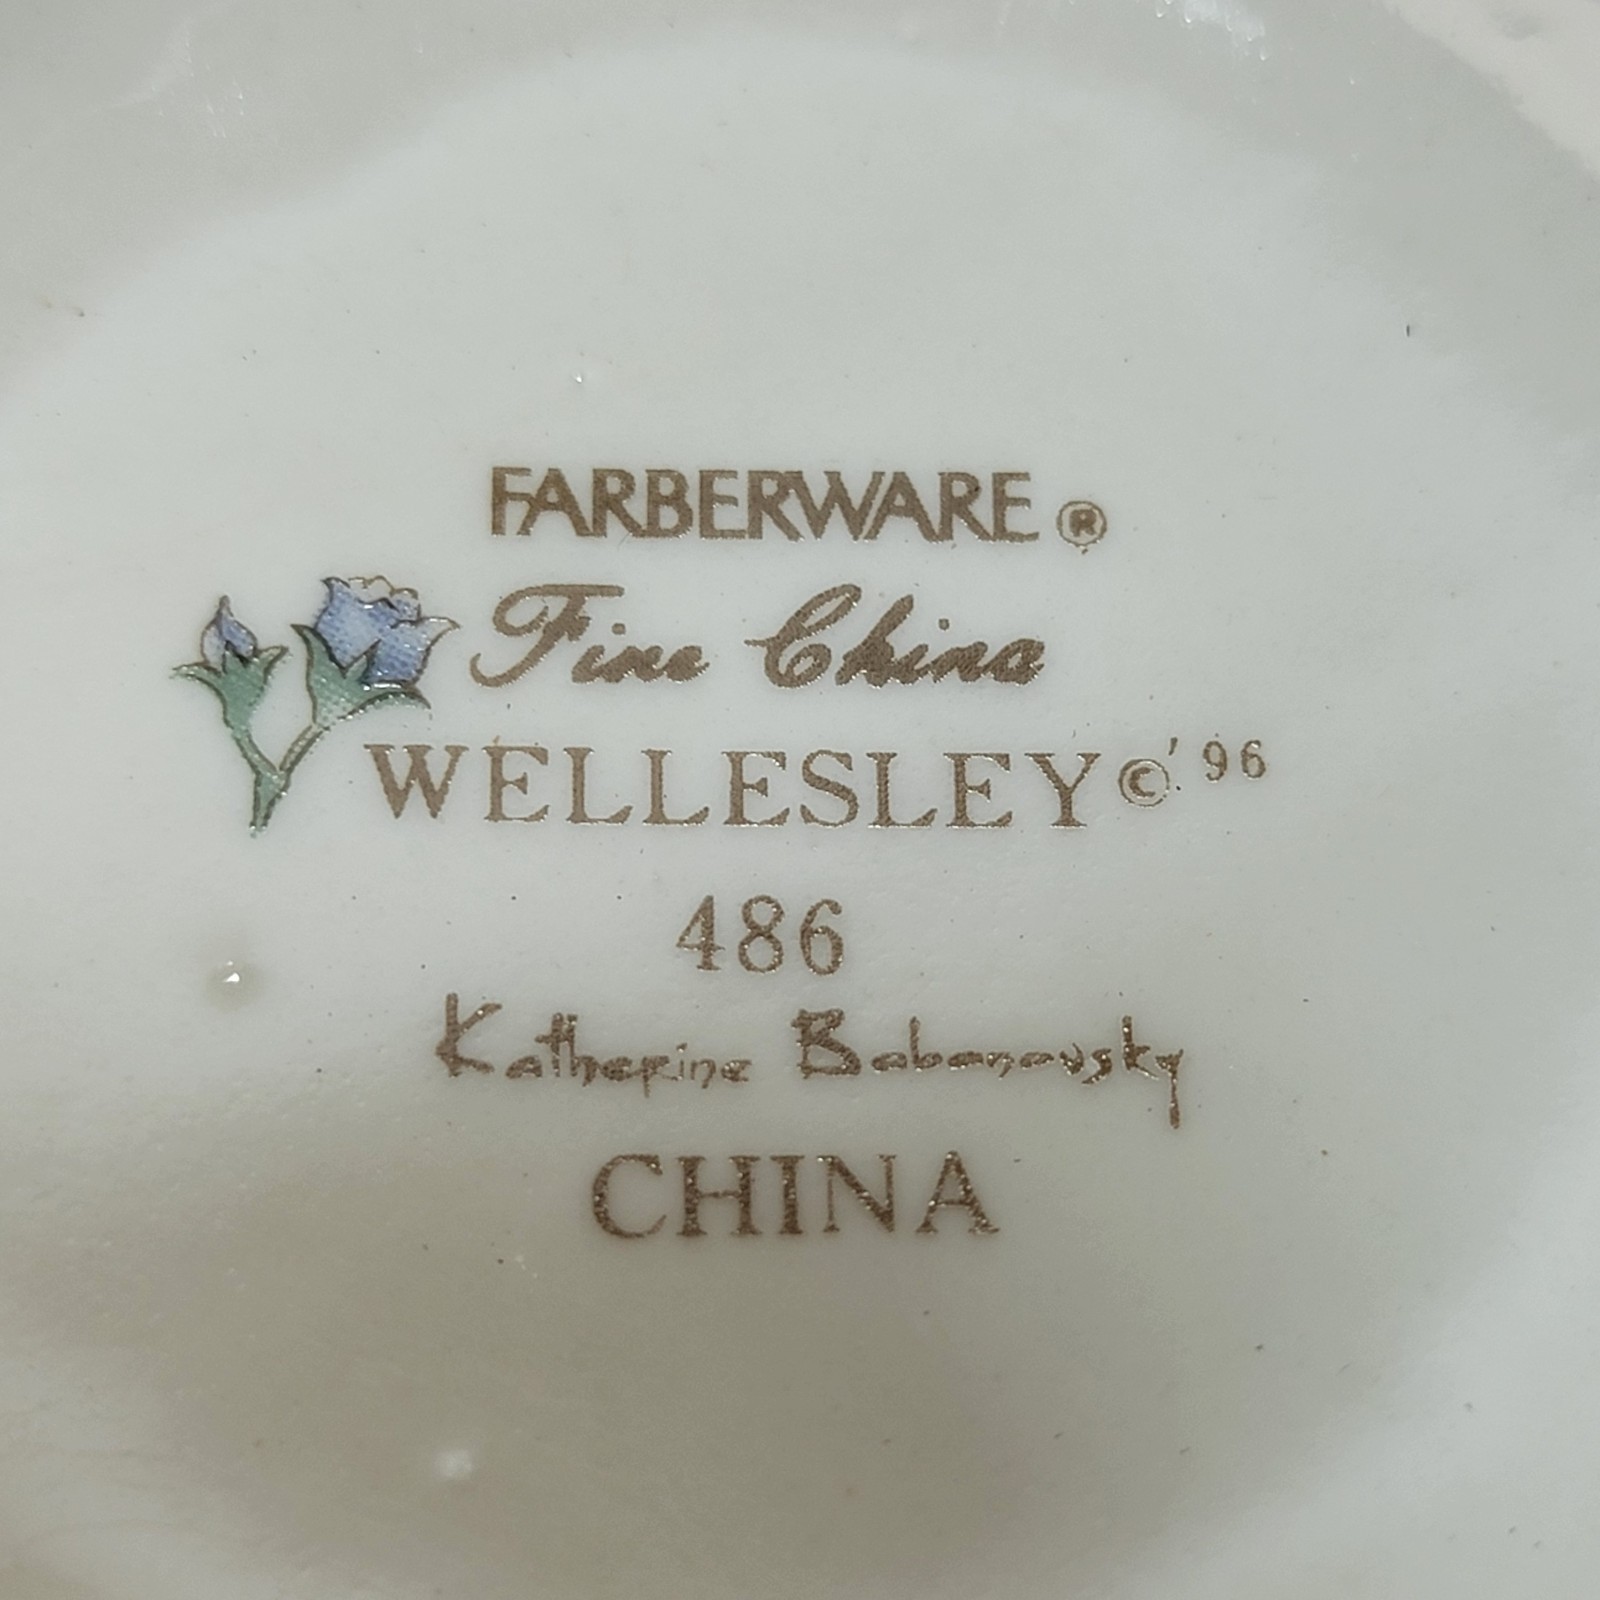 FARBERWARE ®
Fine China
WELLESLEY ©'96
486
Katherine Babanovsky
CHINA